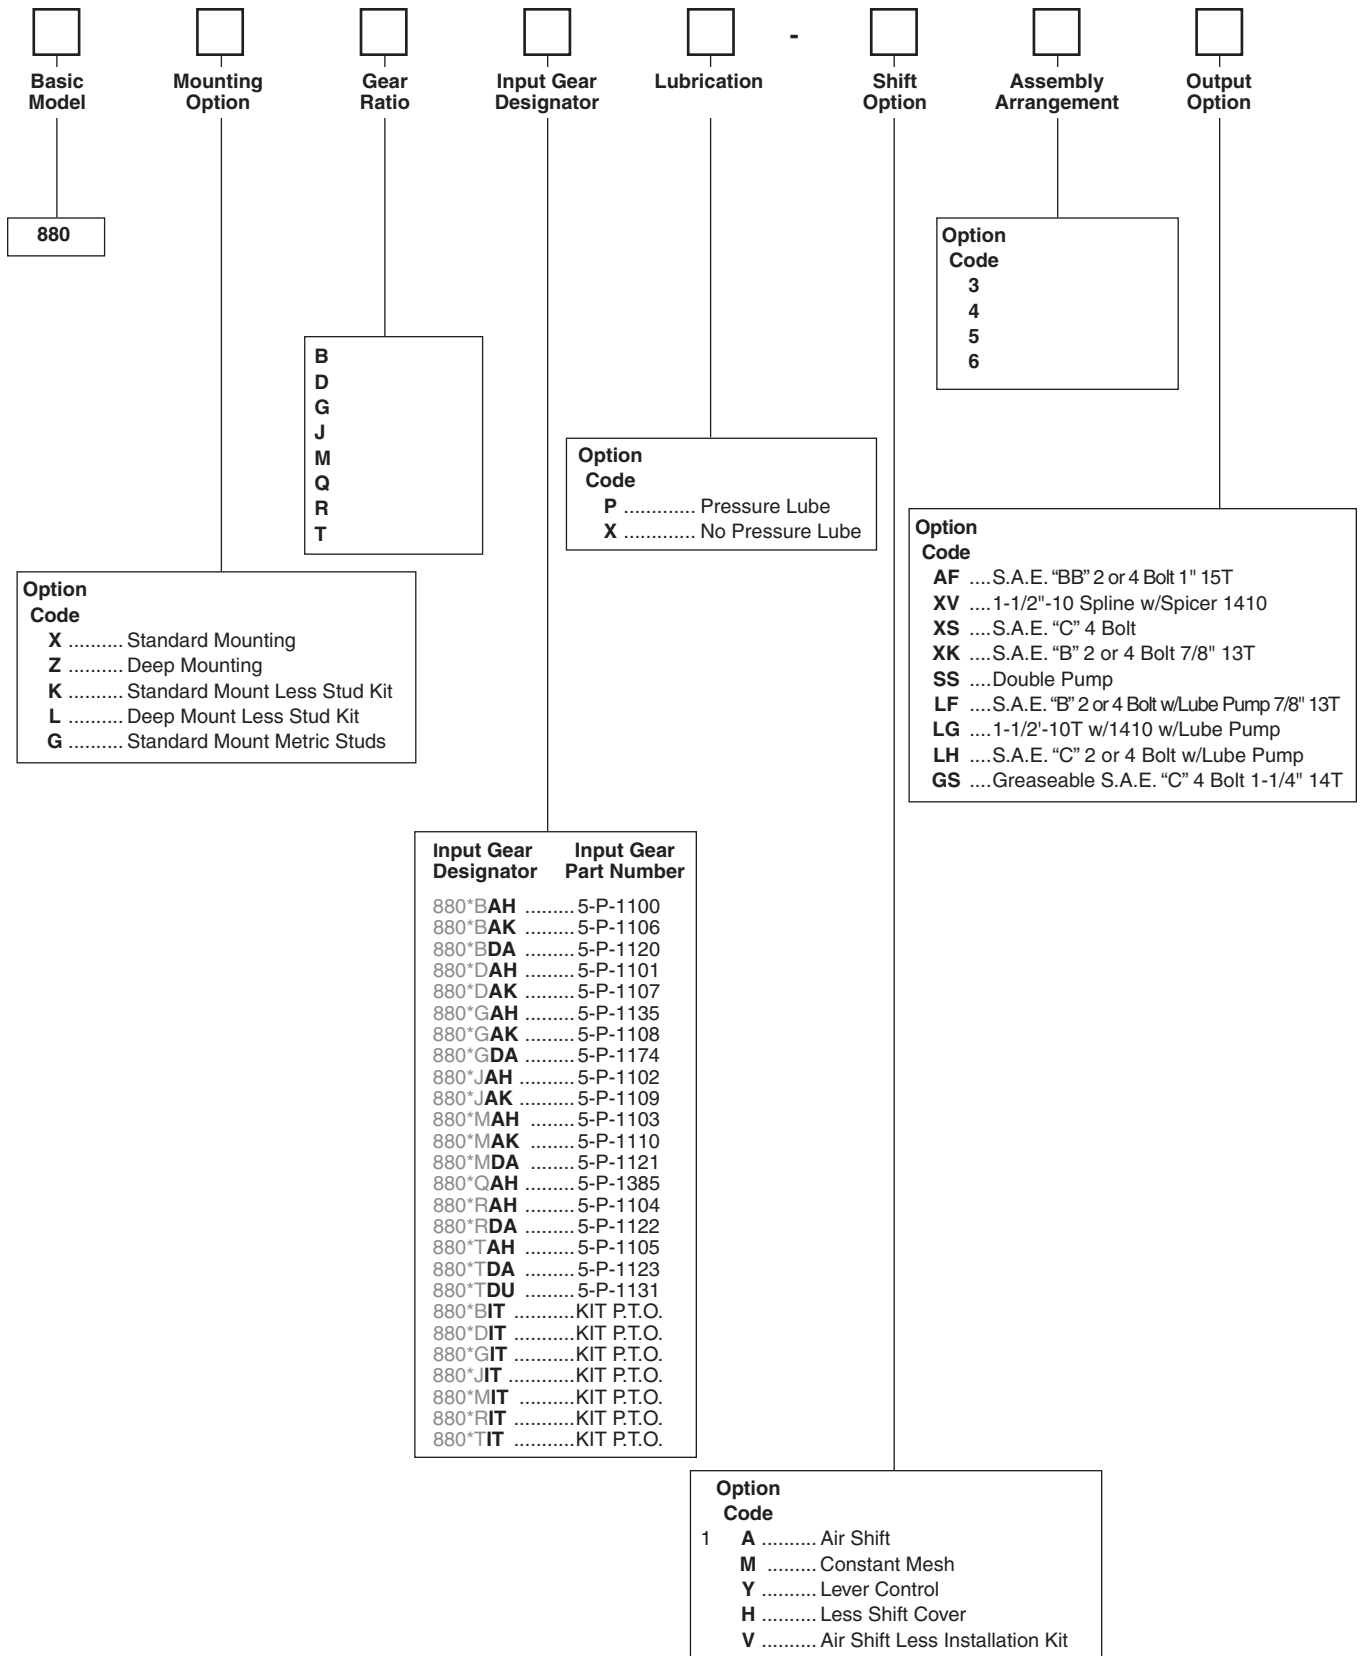 -
Basic Model
Mounting Option
Gear Ratio
Input Gear Designator
Lubrication
Shift Option
Assembly Arrangement
Output Option
880
Option
Code
3
4
5
6
B
D
G
J
M
Q
R
T
Option
Code
P ............. Pressure Lube
X ............. No Pressure Lube
Option
Code
AF ....S.A.E. “BB” 2 or 4 Bolt 1" 15T
XV ....1-1/2"-10 Spline w/Spicer 1410
XS ....S.A.E. “C” 4 Bolt
XK ....S.A.E. “B” 2 or 4 Bolt 7/8" 13T
SS ....Double Pump
LF ....S.A.E. “B” 2 or 4 Bolt w/Lube Pump 7/8" 13T
LG ....1-1/2'-10T w/1410 w/Lube Pump
LH ....S.A.E. “C” 2 or 4 Bolt w/Lube Pump
GS ....Greaseable S.A.E. “C” 4 Bolt 1-1/4" 14T
Option
Code
X .......... Standard Mounting
Z .......... Deep Mounting
K .......... Standard Mount Less Stud Kit
L .......... Deep Mount Less Stud Kit
G .......... Standard Mount Metric Studs
Input Gear Input Gear
Designator Part Number
880*BAH ......... 5-P-1100
880*BAK ......... 5-P-1106
880*BDA ......... 5-P-1120
880*DAH ......... 5-P-1101
880*DAK ......... 5-P-1107
880*GAH ......... 5-P-1135
880*GAK ......... 5-P-1108
880*GDA ......... 5-P-1174
880*JAH .......... 5-P-1102
880*JAK .......... 5-P-1109
880*MAH ........ 5-P-1103
880*MAK ........ 5-P-1110
880*MDA ........ 5-P-1121
880*QAH ......... 5-P-1385
880*RAH ......... 5-P-1104
880*RDA ......... 5-P-1122
880*TAH ......... 5-P-1105
880*TDA ......... 5-P-1123
880*TDU ......... 5-P-1131
880*BIT ...........KIT P.T.O.
880*DIT ...........KIT P.T.O.
880*GIT ...........KIT P.T.O.
880*JIT ............KIT P.T.O.
880*MIT ..........KIT P.T.O.
880*RIT ...........KIT P.T.O.
880*TIT ...........KIT P.T.O.
Option
Code
1 A .......... Air Shift
M ......... Constant Mesh
Y .......... Lever Control
H .......... Less Shift Cover
V .......... Air Shift Less Installation Kit